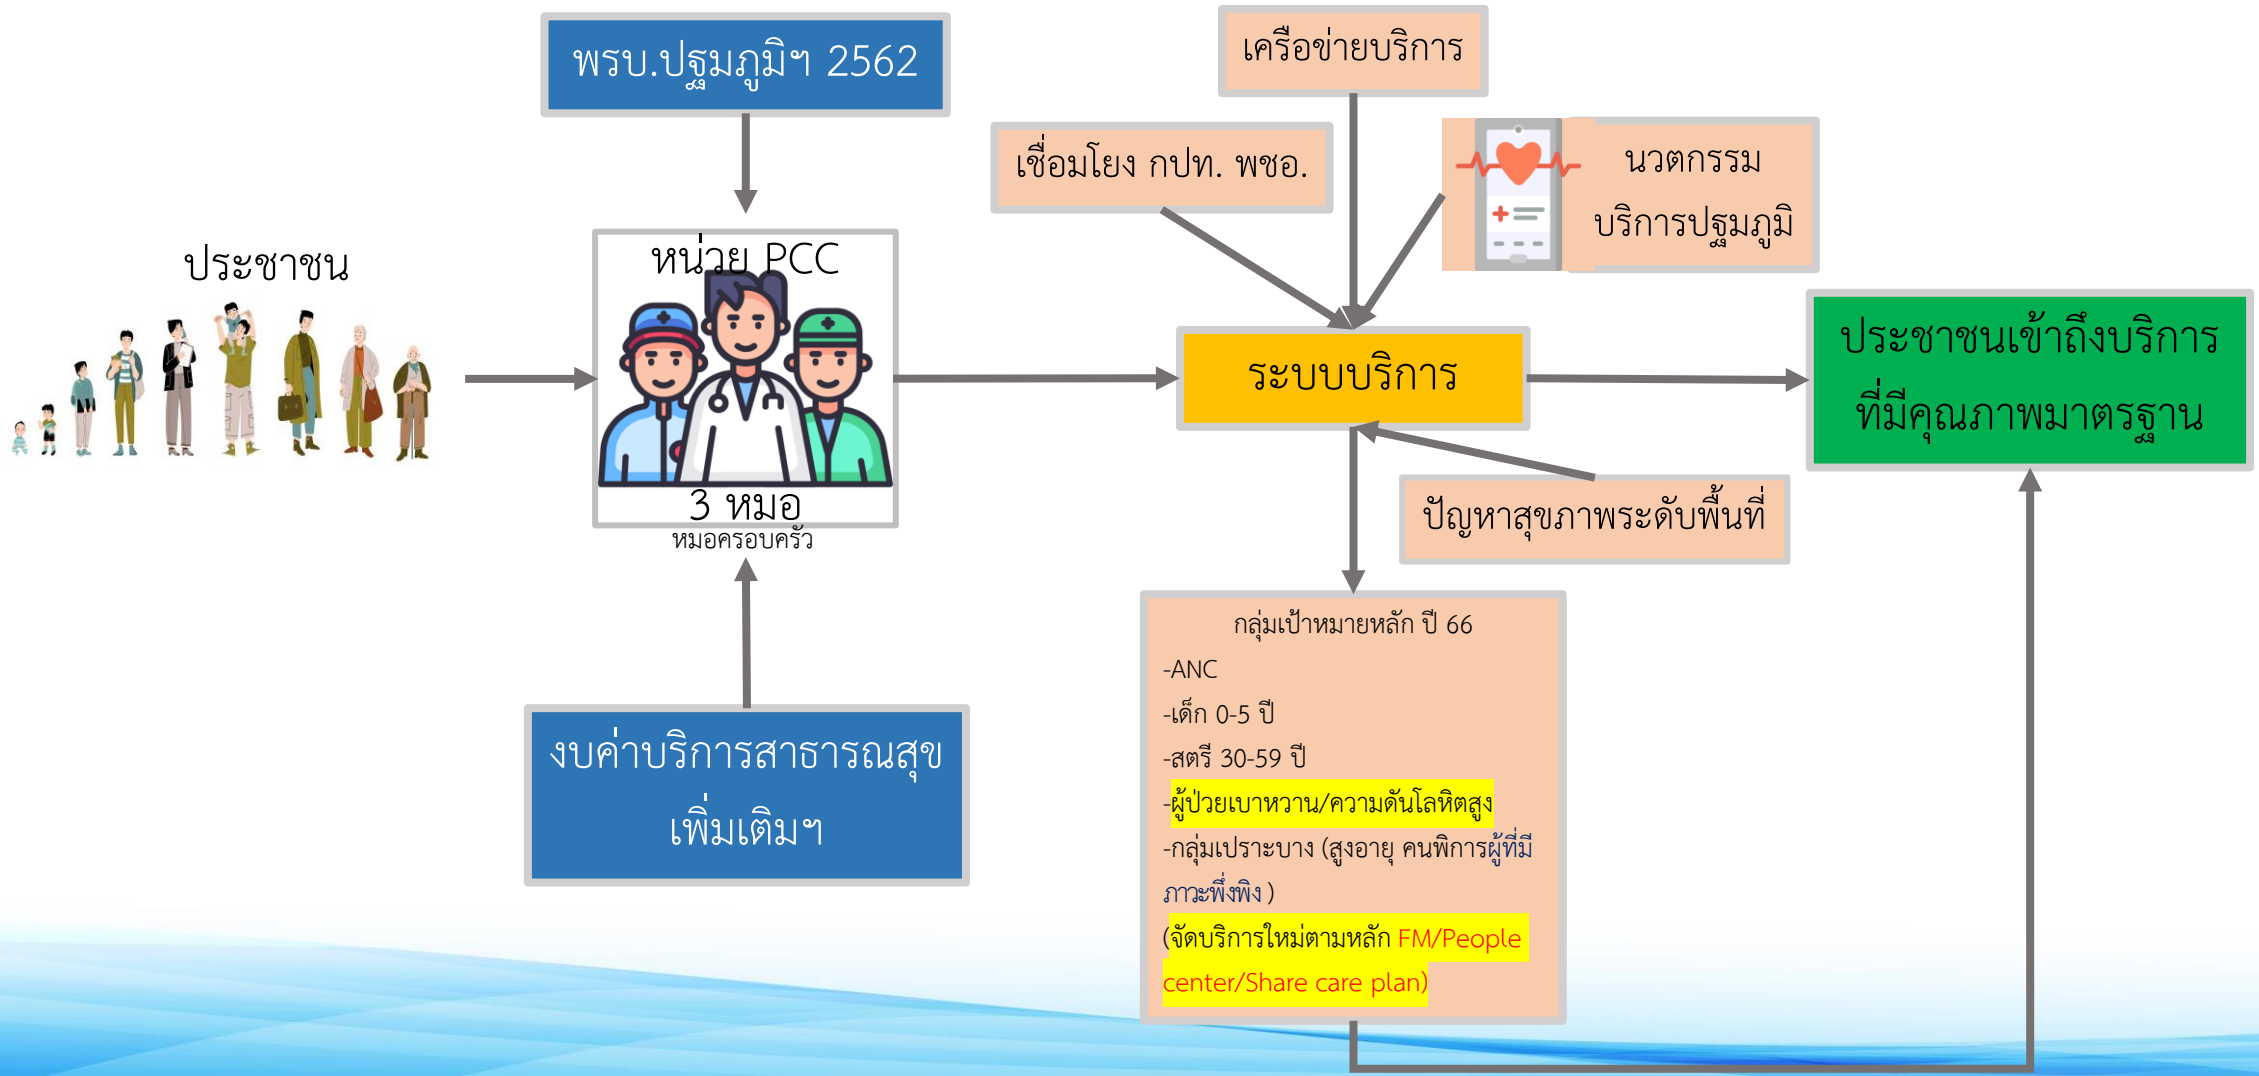 พรบ.ปฐมภูมิฯ 2562
เครือข่ายบริการ
เชื่อมโยง กปท. พชอ.
นวตกรรม
บริการปฐมภูมิ
ประชาชน
หน่วย PCC
3 หมอ
หมอครอบครัว
ระบบบริการ
ประชาชนเข้าถึงบริการ
ที่มีคุณภาพมาตรฐาน
ปัญหาสุขภาพระดับพื้นที่
งบค่าบริการสาธารณสุข
เพิ่มเติมฯ
กลุ่มเป้าหมายหลัก ปี 66
-ANC
-เด็ก 0-5 ปี
-สตรี 30-59 ปี
-ผู้ป่วยเบาหวาน/ความดันโลหิตสูง
-กลุ่มเปราะบาง (สูงอายุ คนพิการผู้ที่มี
ภาวะพึ่งพิง )
(จัดบริการใหม่ตามหลัก FM/People
center/Share care plan)